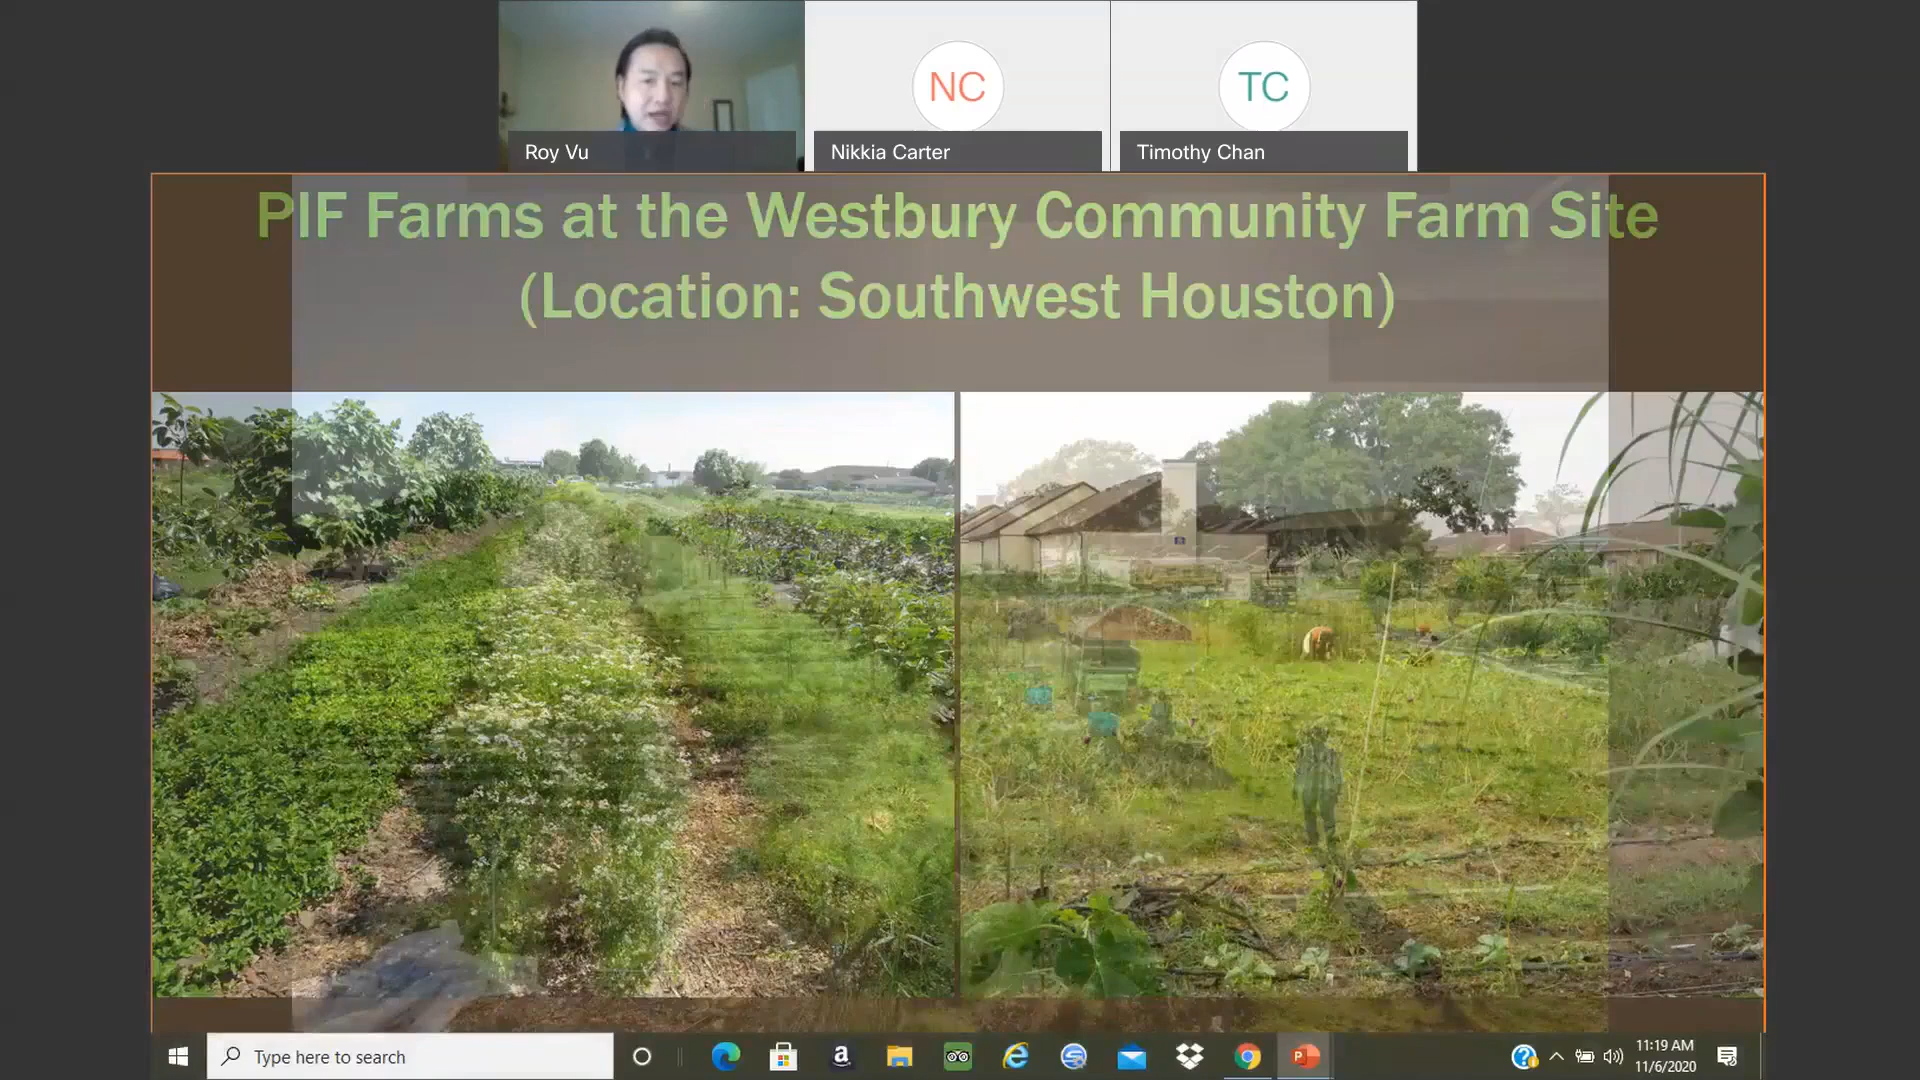 NC
TC
Roy Vu
Nikkia Carter
Timothy Chan
PIF Farms at the Westbury Community Farm Site
(Location: Southwest Houston)
Type here to search
11:19 AM
11/6/2020